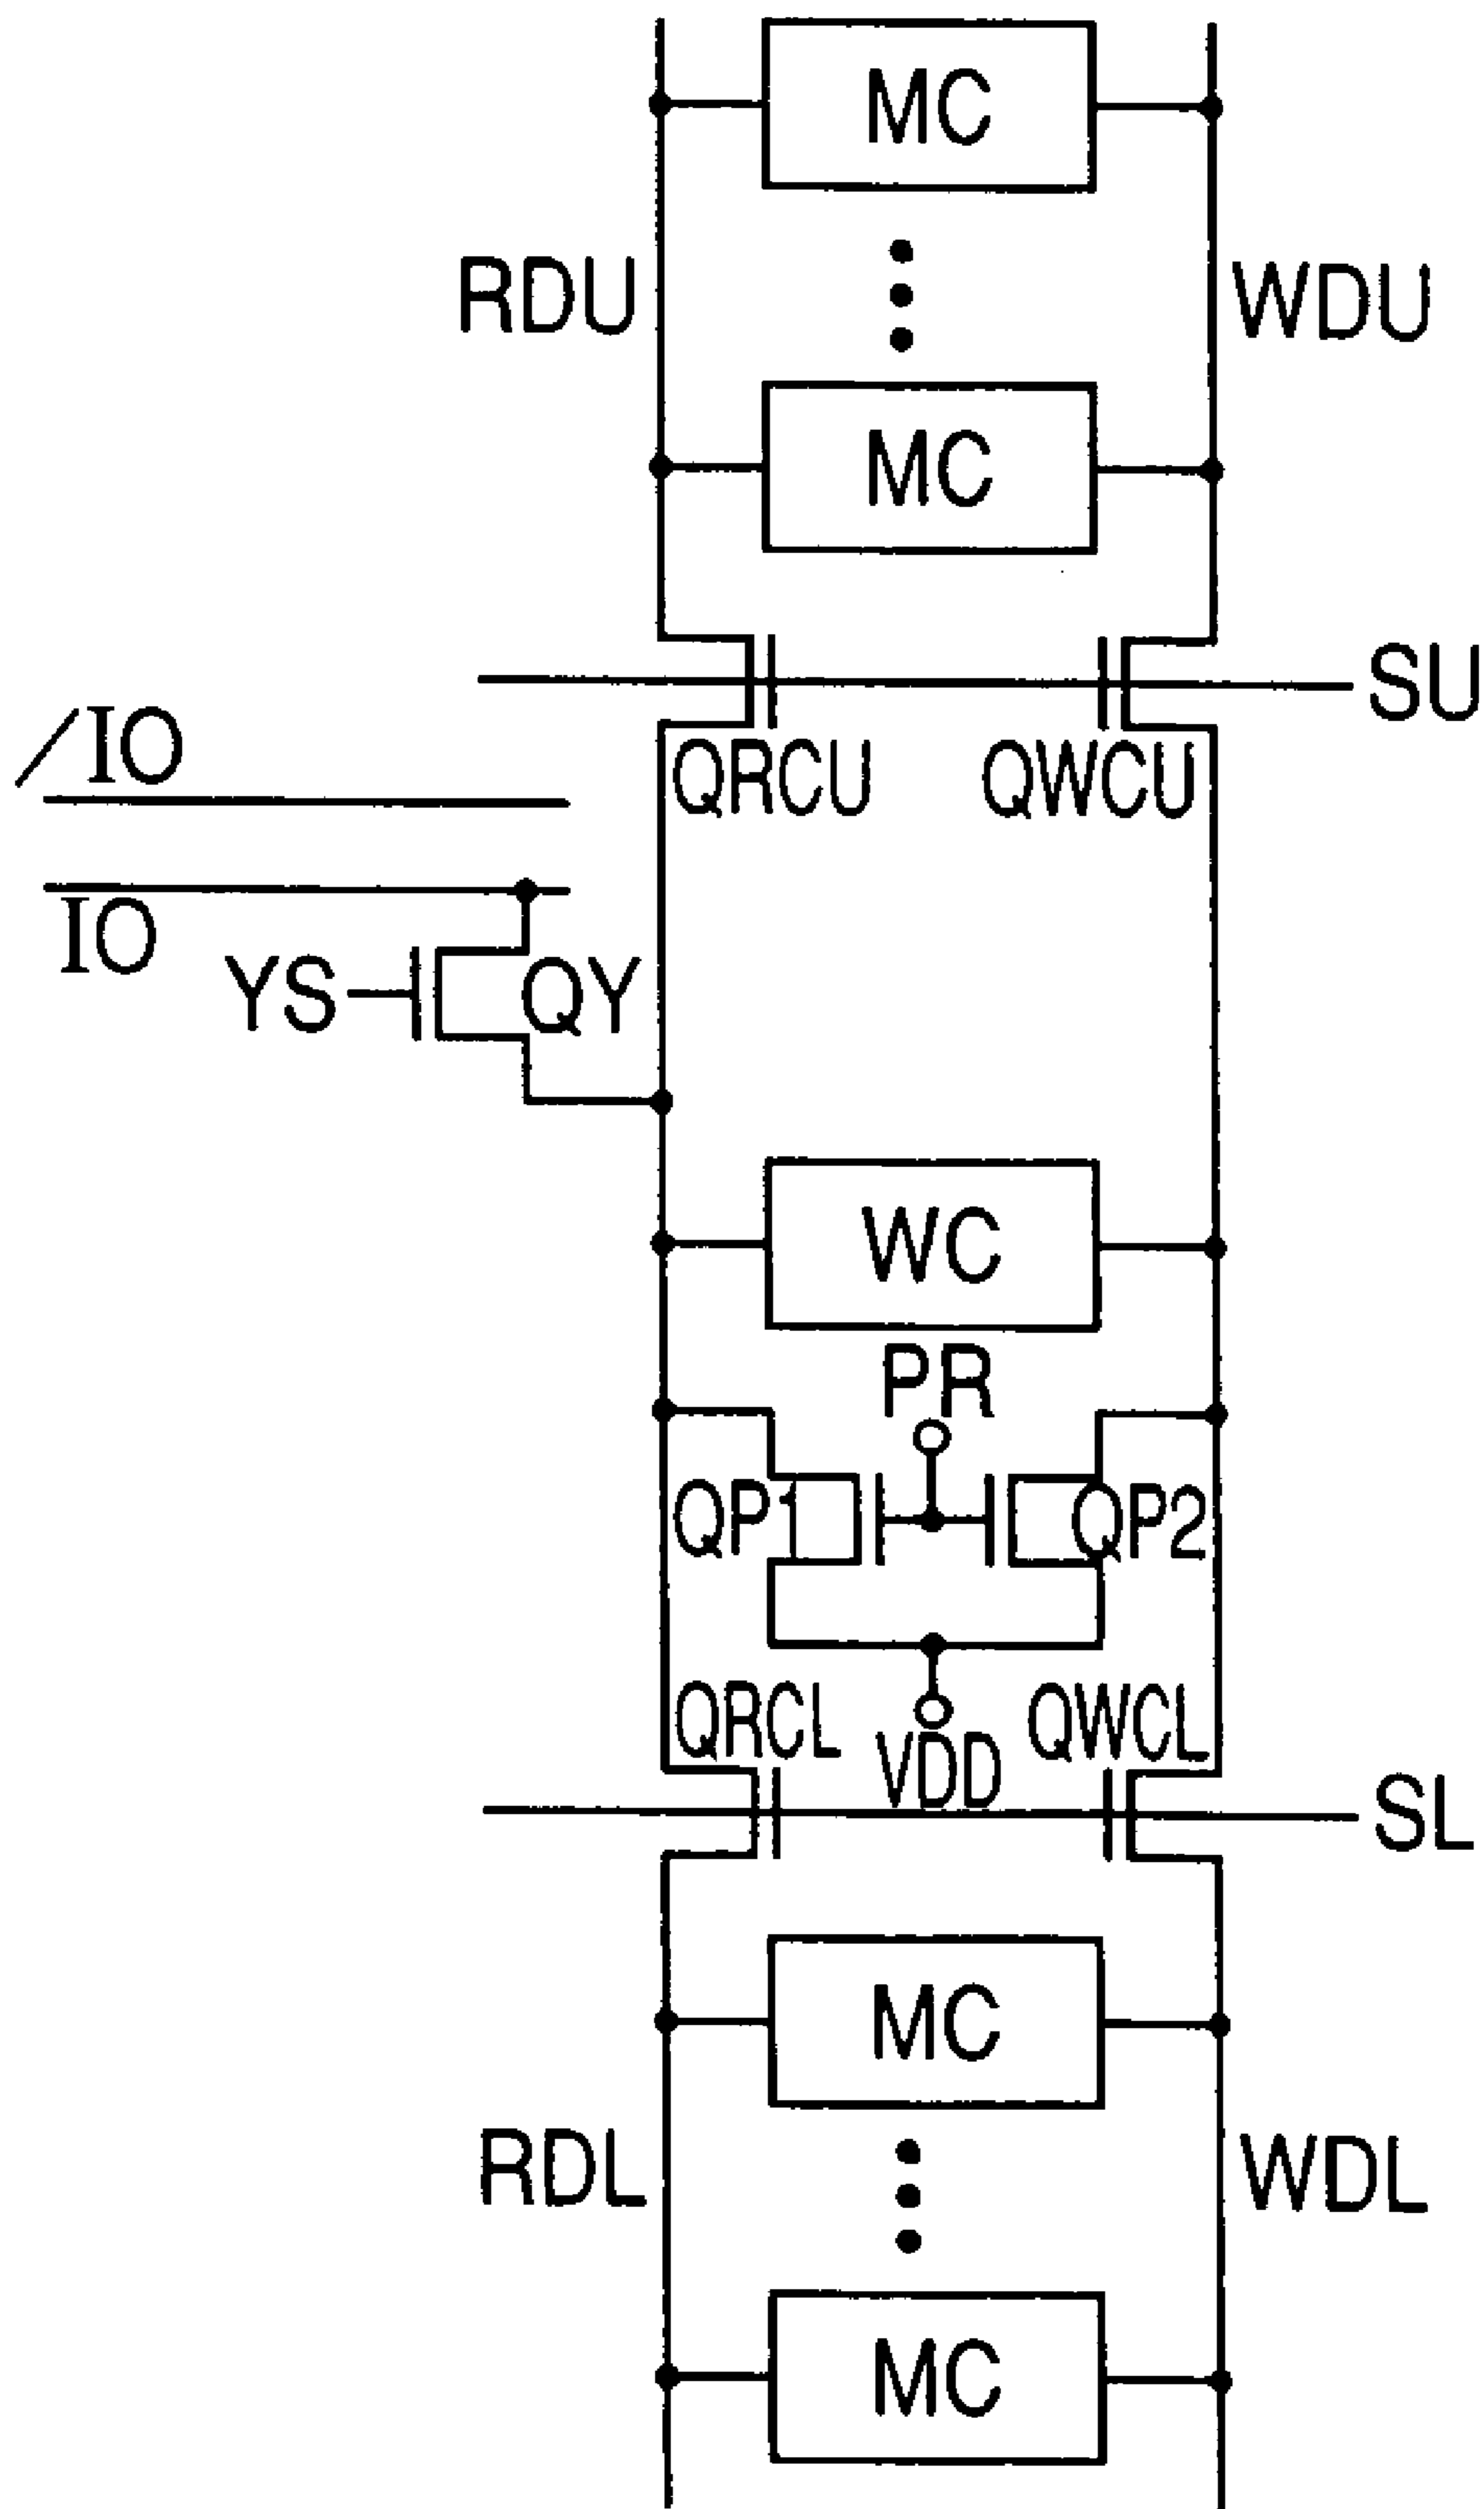 MC
RDU
WDU
MC
SU
/IO
QRCU
QWCU
IO
YS
QY
WC
PR
QP1
QP2
QRCL
QWCL
VDD
SL
MC
RDL
WDL
MC